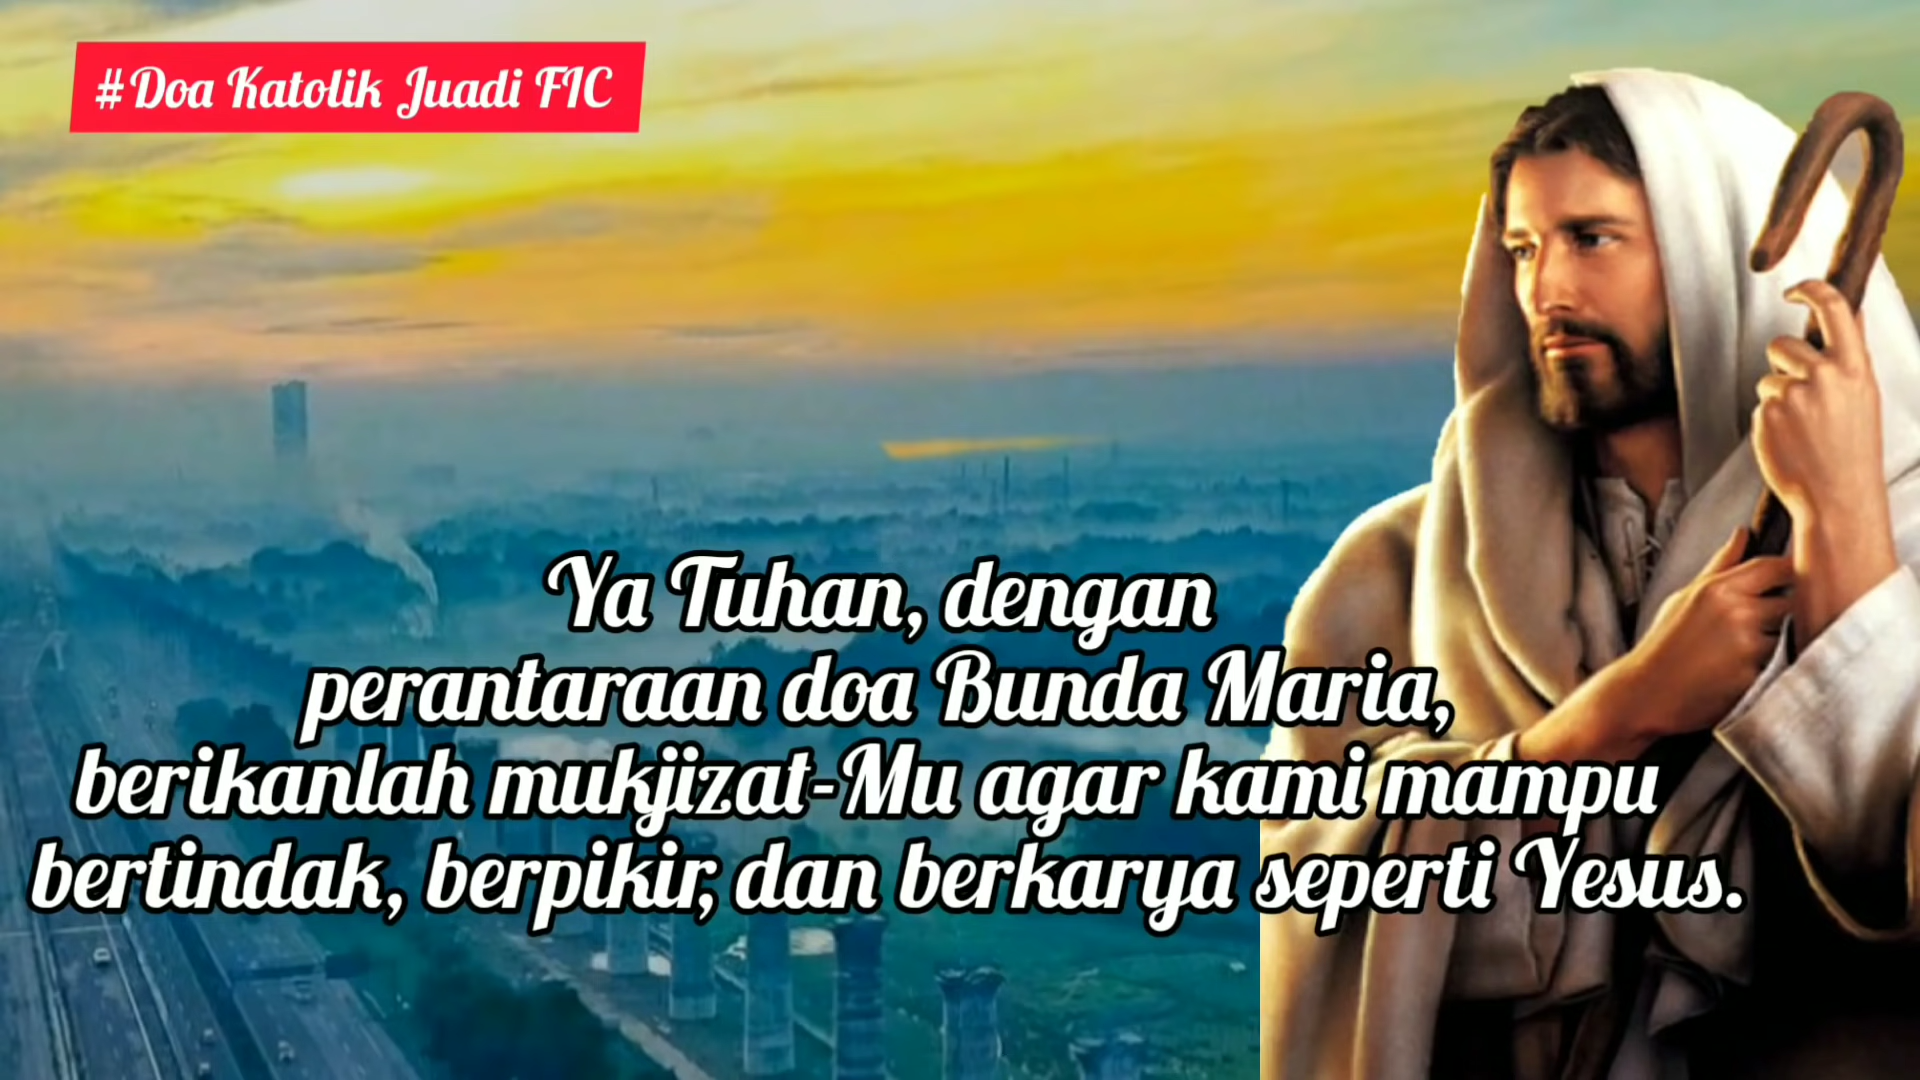 #Doa Katolik Juadi FIC
Ya Tuhan, dengan
perantaraan doa Bunda Maria,
berikanlah mukjizat-Mu agar kami mampu
bertindak, berpikir, dan berkarya seperti Yesus.